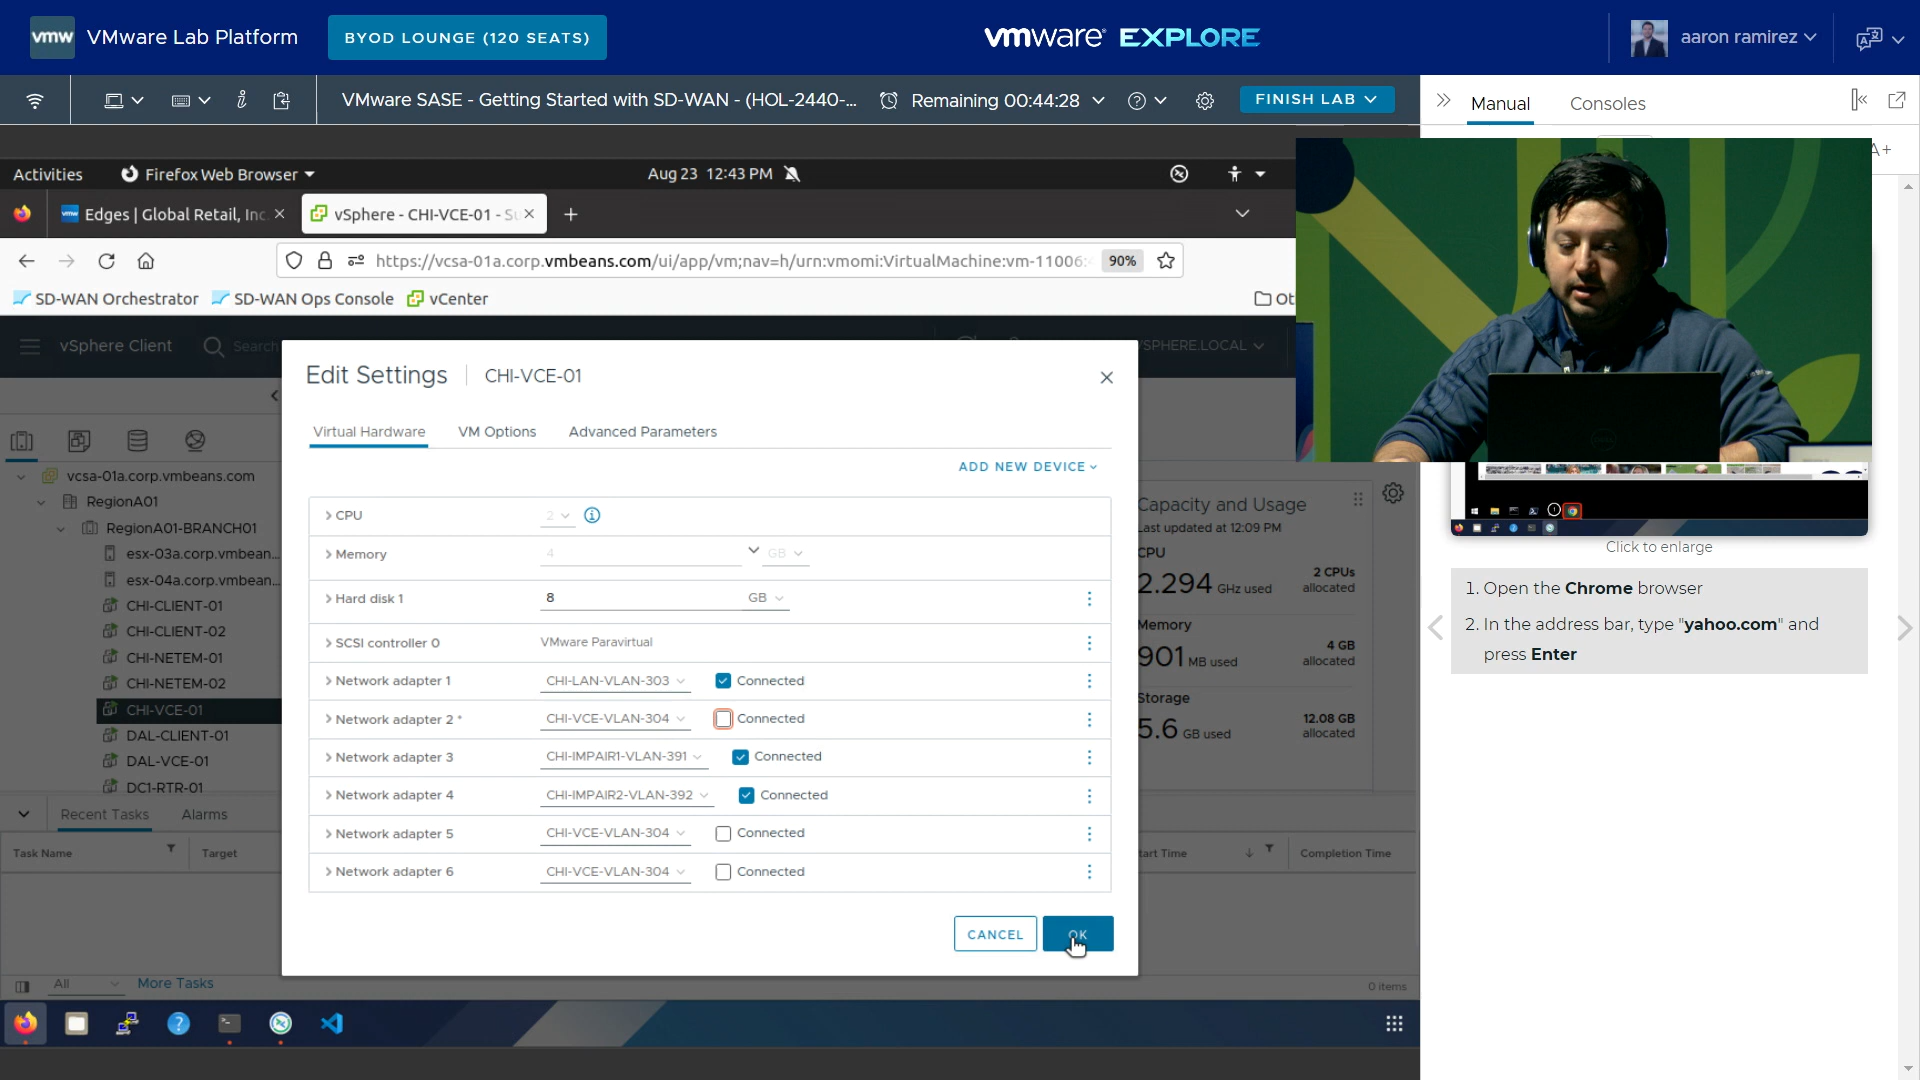 vmw VMware Lab Platform
BYOD LOUNGE (120 SEATS)
vmware EXPLORE
aaron ramirez
VMware SASE - Getting Started with SD-WAN - (HOL-2440-...
Remaining 00:44:28
FINISH LAB
Manual
Consoles
A+
Activities
Firefox Web Browser
Aug 23 12:43 PM
Edges | Global Retail, Inc.
vSphere - CHI-VCE-01 - Su
https://vcsa-01a.corp.vmbeans.com/ui/app/vm;nav=h/urn:vmomi:VirtualMachine:vm-11006:
90%
SD-WAN Orchestrator
SD-WAN Ops Console
vCenter
Ot
vSphere Client
Search
VSPHERE.LOCAL
Edit Settings
CHI-VCE-01
Virtual Hardware
VM Options
Advanced Parameters
ADD NEW DEVICE
CPU
2
Memory
4
GB
Hard disk 1
8
GB
SCSI controller 0
VMware Paravirtual
Network adapter 1
CHI-LAN-VLAN-303
Connected
Network adapter 2 *
CHI-VCE-VLAN-304
Connected
Network adapter 3
CHI-IMPAIR1-VLAN-391
Connected
Network adapter 4
CHI-IMPAIR2-VLAN-392
Connected
Network adapter 5
CHI-VCE-VLAN-304
Connected
Network adapter 6
CHI-VCE-VLAN-304
Connected
CANCEL
OK
vcsa-01a.corp.vmbeans.com
RegionA01
RegionA01-BRANCH01
esx-03a.corp.vmbean...
esx-04a.corp.vmbean...
CHI-CLIENT-01
CHI-CLIENT-02
CHI-NETEM-01
CHI-NETEM-02
CHI-VCE-01
DAL-CLIENT-01
DAL-VCE-01
DC1-RTR-01
Recent Tasks
Alarms
Task Name
Target
tart Time
Completion Time
All
More Tasks
0 items
Capacity and Usage
Last updated at 12:09 PM
CPU
2.294 GHz used
2 CPUs
allocated
Memory
901 MB used
4 GB
allocated
Storage
5.6 GB used
12.08 GB
allocated
Click to enlarge
1. Open the Chrome browser
2. In the address bar, type "yahoo.com" and
press Enter